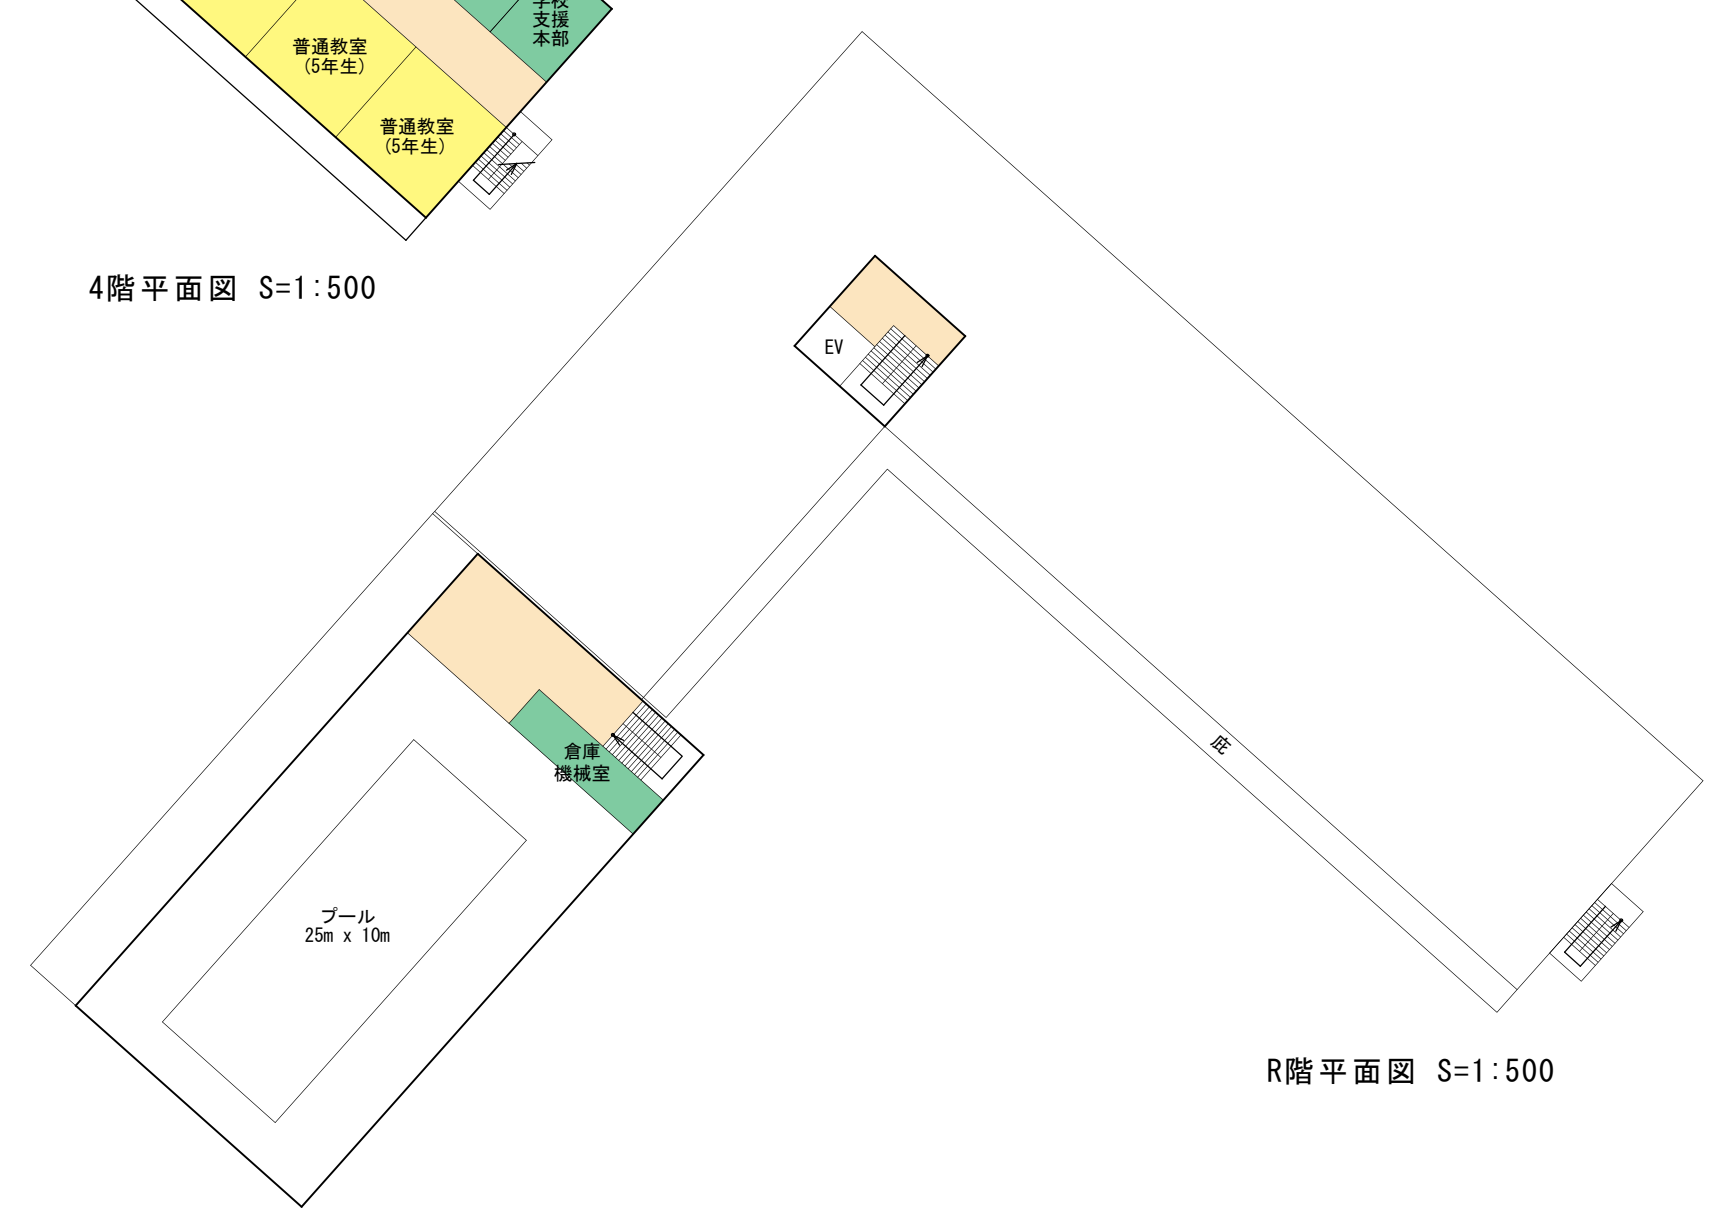 支援
本部
普通教室
(5年生)
普通教室
(5年生)
4階平面図 S=1:500
EV
倉庫
機械室
プール
25m x 10m
庇
R階平面図 S=1:500